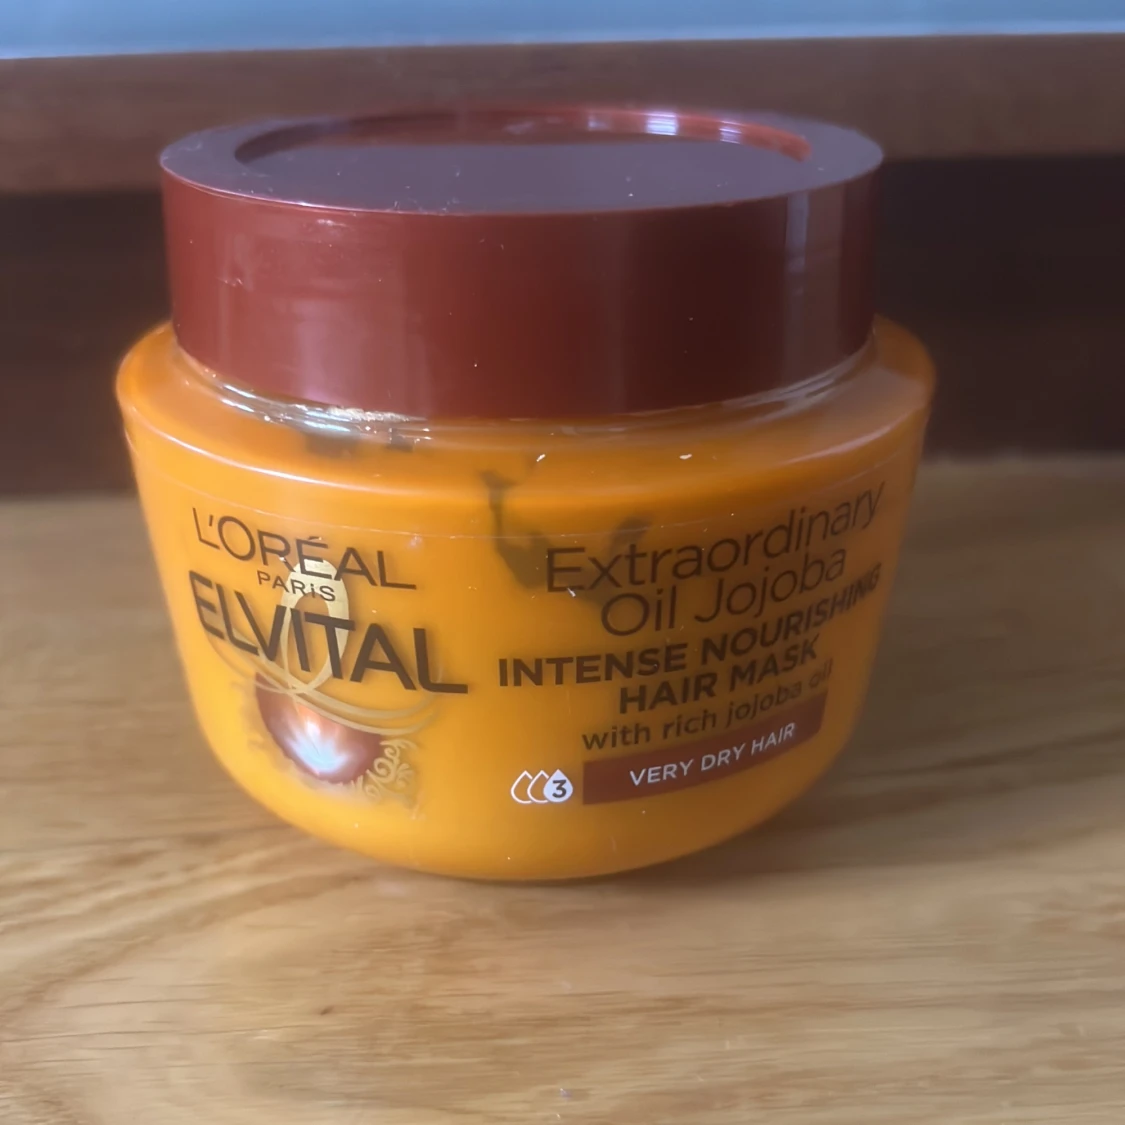 L'ORÉAL
PARIS
ELVITAL
Extraordinary
Oil Jojoba
INTENSE NOURISHING
HAIR MASK
with rich jojoba oil
VERY DRY HAIR
3